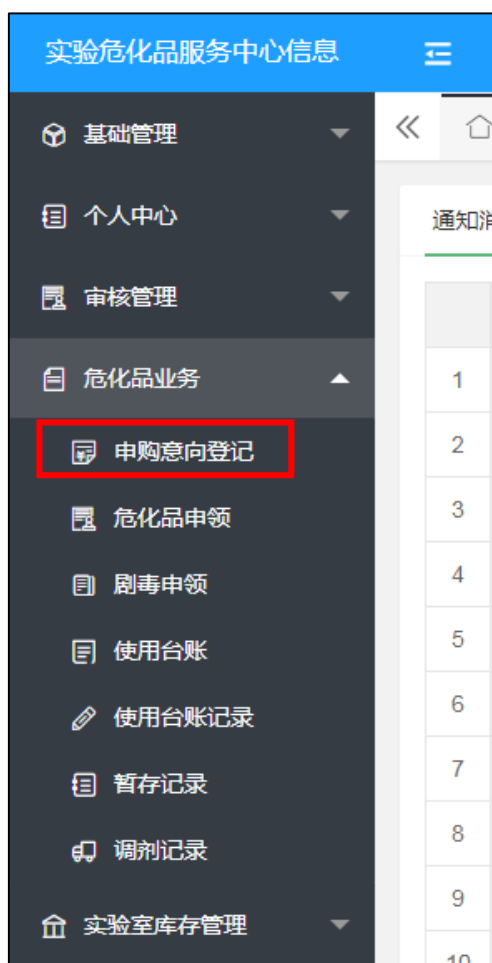 实验危化品服务中心信息
基础管理
个人中心
通知消
审核管理
危化品业务
1
申购意向登记
2
危化品申领
3
剧毒申领
4
使用台账
5
使用台账记录
6
暂存记录
7
调剂记录
8
实验室库存管理
9
10